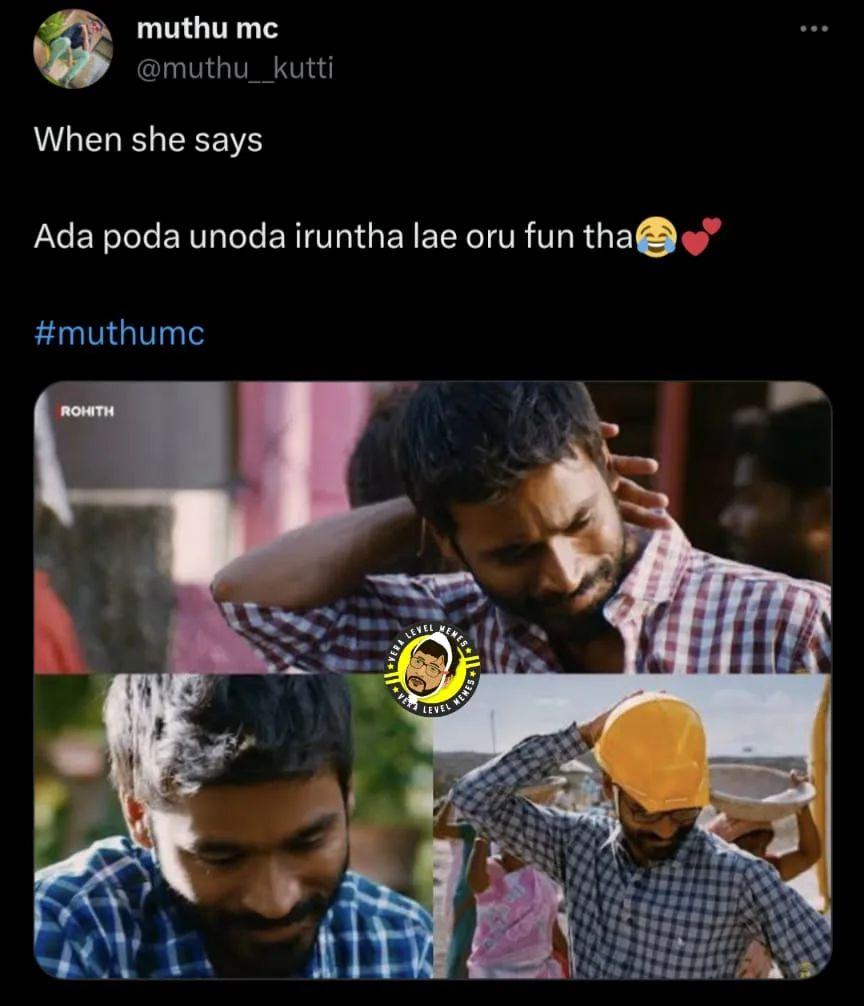 muthu mc
@muthu__kutti
When she says
Ada poda unoda iruntha lae oru fun tha😂💕
#muthumc
ROHITH
VERA LEVEL MEMES
VERA LEVEL MEMES